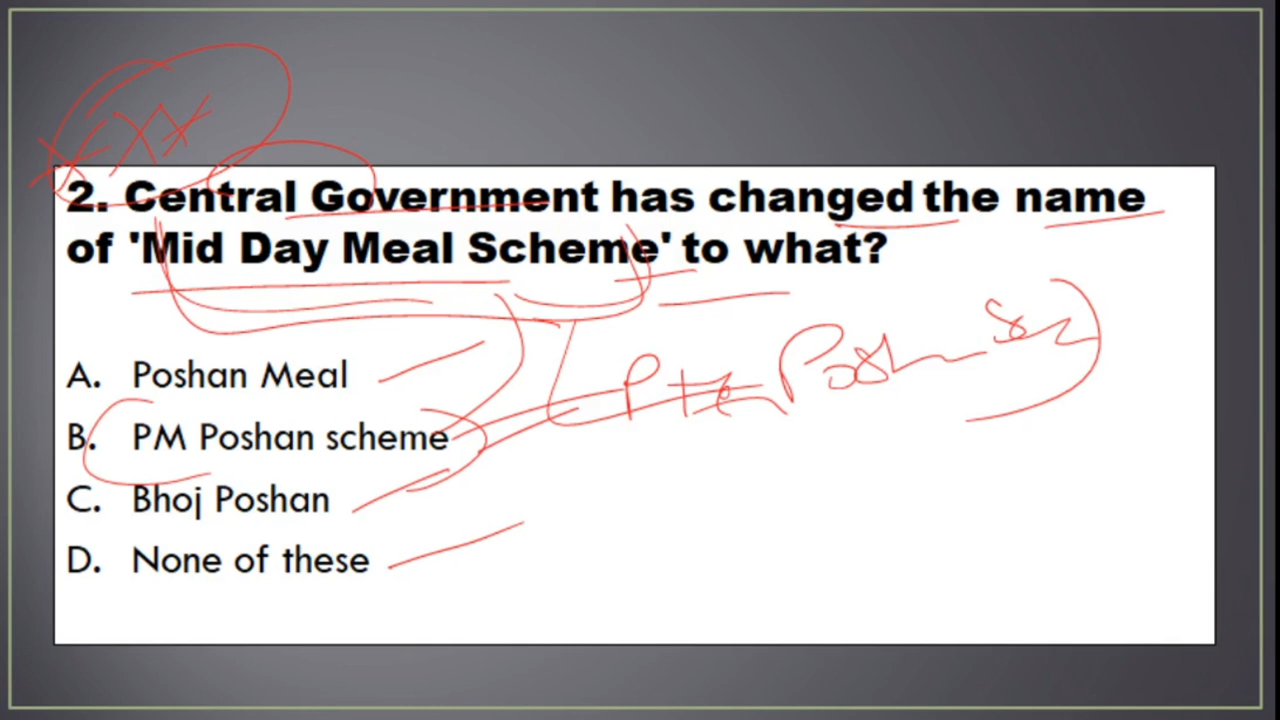 2. Central Government has changed the name
of 'Mid Day Meal Scheme' to what?
A. Poshan Meal
B. PM Poshan scheme
C. Bhoj Poshan
D. None of these